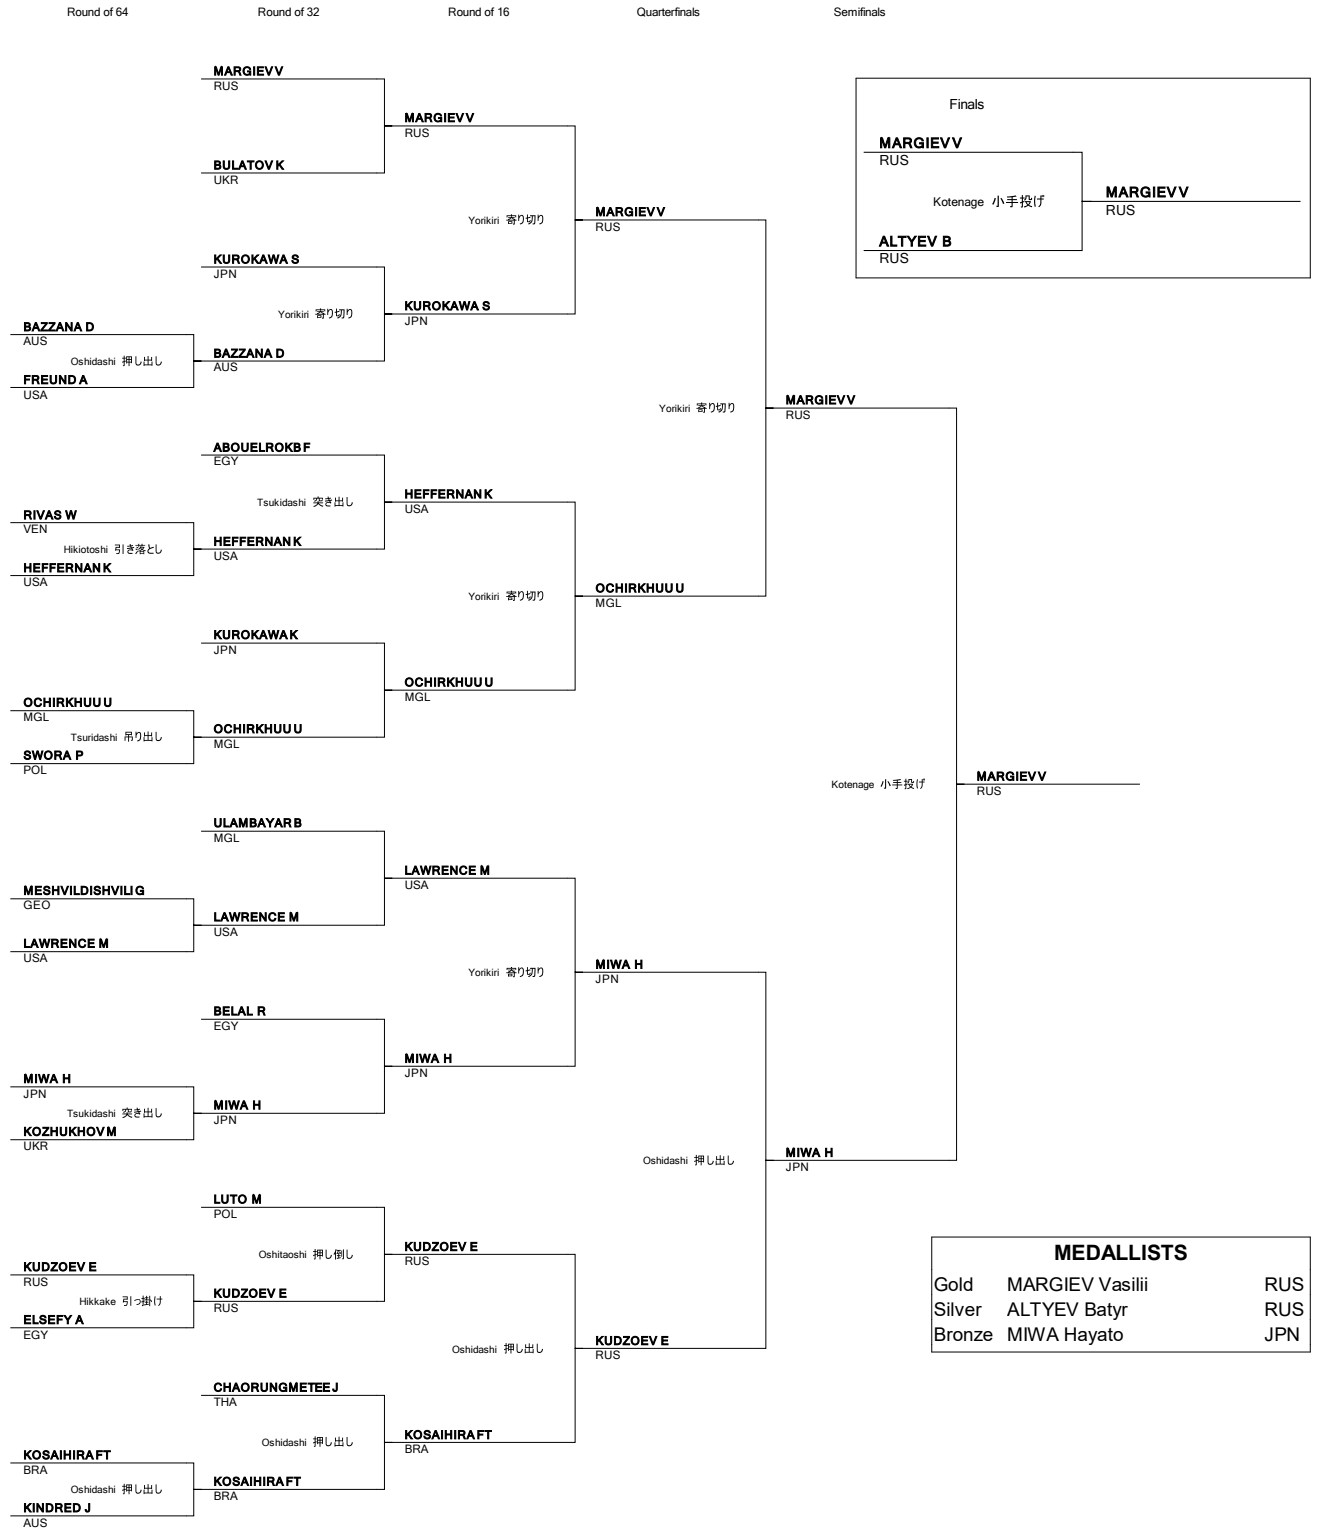 Round of 64 Round of 32 Round of 16 Quarterfinals Semifinals
MARGIEV V
RUS
Finals
MARGIEV V
RUS
MARGIEV V
RUS
BULATOV K
UKR
Kotenage 小手投げ
MARGIEV V
RUS
Yorikiri 寄り切り
MARGIEV V
RUS
ALTYEV B
RUS
KUROKAWA S
JPN
Yorikiri 寄り切り
KUROKAWA S
JPN
BAZZANA D
AUS
Oshidashi 押し出し
BAZZANA D
AUS
FREUND A
USA
Yorikiri 寄り切り
MARGIEV V
RUS
ABOUELROKB F
EGY
Tsukidashi 突き出し
HEFFERNAN K
USA
RIVAS W
VEN
Hikiotoshi 引き落とし
HEFFERNAN K
USA
HEFFERNAN K
USA
Yorikiri 寄り切り
OCHIRKHUU U
MGL
KUROKAWA K
JPN
OCHIRKHUU U
MGL
OCHIRKHUU U
MGL
Tsuridashi 吊り出し
OCHIRKHUU U
MGL
SWORA P
POL
Kotenage 小手投げ
MARGIEV V
RUS
ULAMBAYAR B
MGL
LAWRENCE M
USA
MESHVILDISHVILI G
GEO
LAWRENCE M
USA
LAWRENCE M
USA
Yorikiri 寄り切り
MIWA H
JPN
BELAL R
EGY
MIWA H
JPN
MIWA H
JPN
Tsukidashi 突き出し
MIWA H
JPN
KOZHUKHOV M
UKR
Oshidashi 押し出し
MIWA H
JPN
LUTO M
POL
Oshitaoshi 押し倒し
KUDZOEV E
RUS
KUDZOEV E
RUS
Hikkake 引っ掛け
KUDZOEV E
RUS
ELSEFY A
EGY
Oshidashi 押し出し
KUDZOEV E
RUS
CHAORUNGMETEE J
THA
Oshidashi 押し出し
KOSAIHIRA FT
BRA
KOSAIHIRA FT
BRA
Oshidashi 押し出し
KOSAIHIRA FT
BRA
KINDRED J
AUS
MEDALLISTS
Gold MARGIEV Vasilii RUS
Silver ALTYEV Batyr RUS
Bronze MIWA Hayato JPN